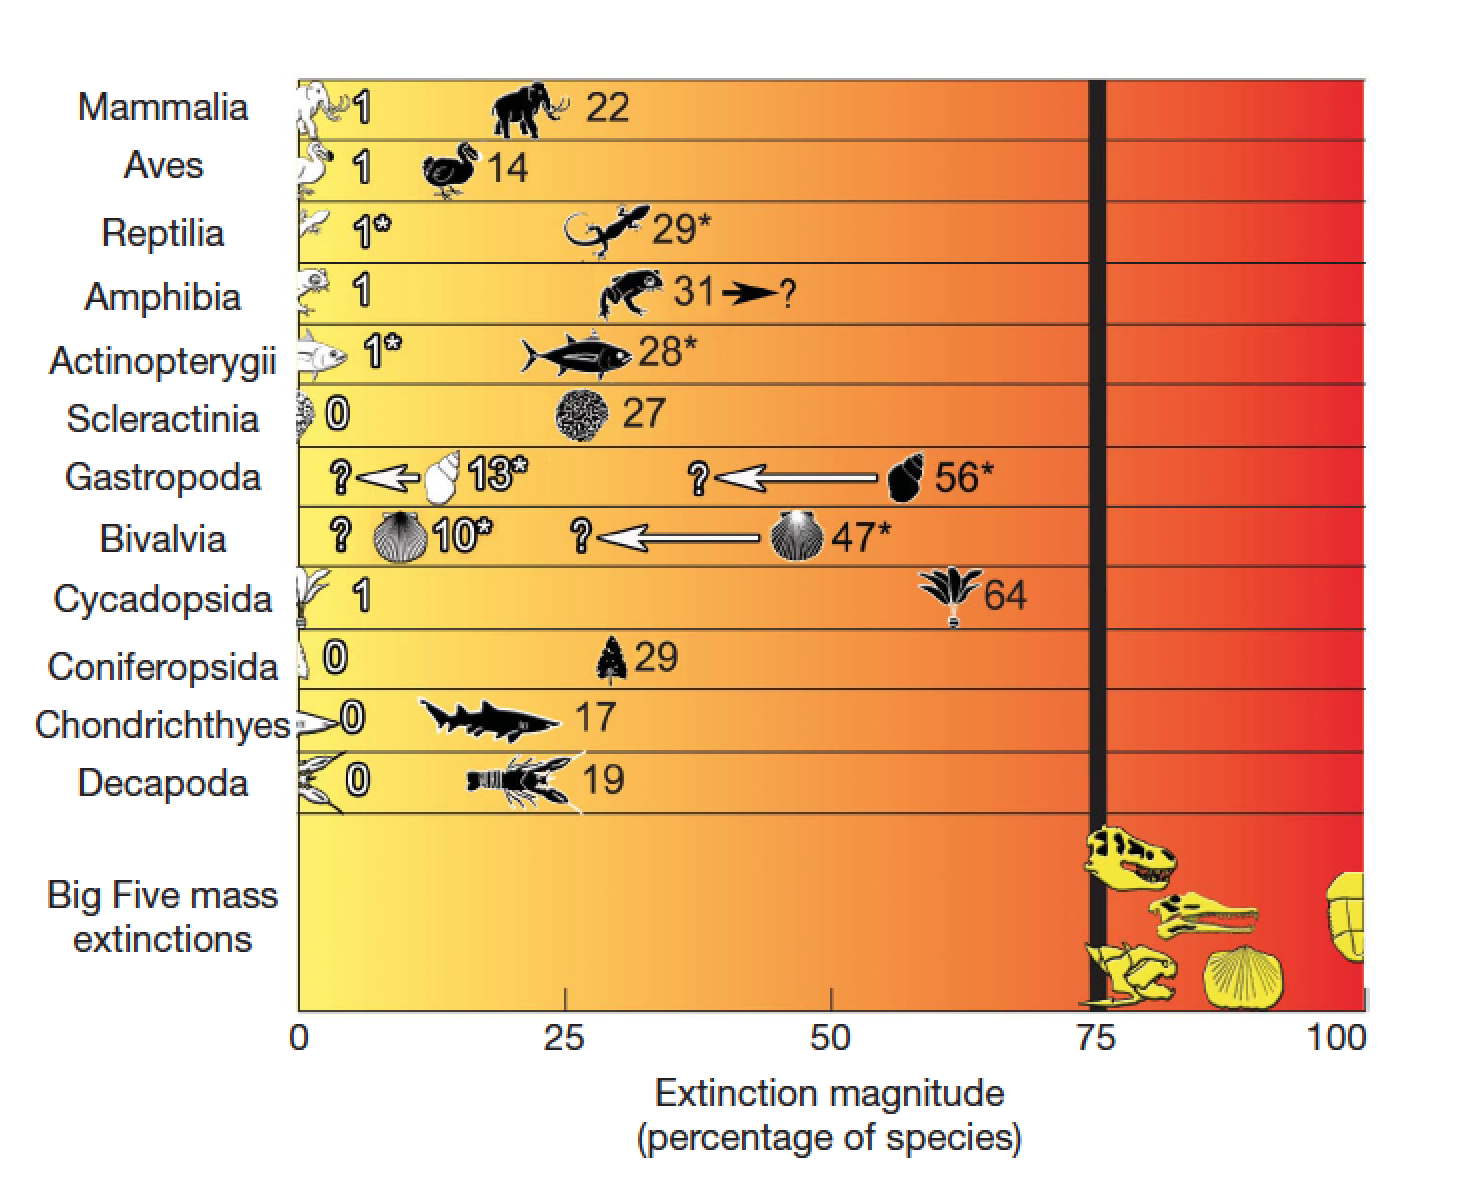 Mammalia 1 22
Aves 1 14
Reptilia 1* 29*
Amphibia 1 31 ?
Actinopterygii 1* 28*
Scleractinia 0 27
Gastropoda ? 13* ? 56*
Bivalvia ? 10* ? 47*
Cycadopsida 1 64
Coniferopsida 0 29
Chondrichthyes 0 17
Decapoda 0 19
Big Five mass
extinctions
0 25 50 75 100
Extinction magnitude
(percentage of species)